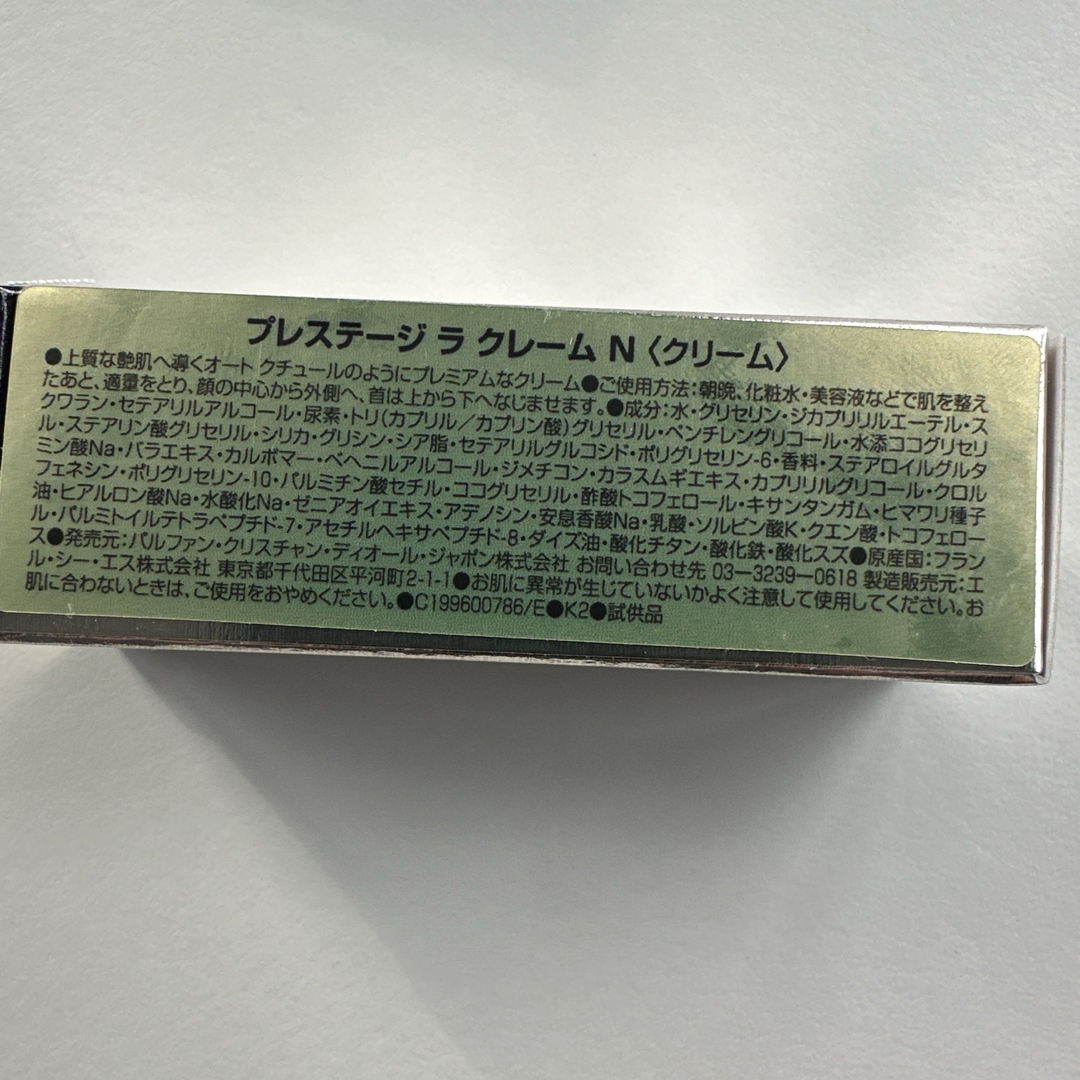 プレステージ ラ クレーム N〈クリーム〉
●上質な艶肌へ導くオート クチュールのようにプレミアムなクリーム●ご使用方法：朝晩、化粧水・美容液などで肌を整え
たあと、適量をとり、顔の中心から外側へ、首は上から下へなじませます。●成分：水・グリセリン・ジカプリリルエーテル・ス
クワラン・セテアリルアルコール・尿素・トリ(カプリル／カプリン酸)グリセリル・ペンチレングリコール・水添ココグリセリ
ル・ステアリン酸グリセリル・シリカ・グリシン・シア脂・セテアリルグルコシド・ポリグリセリン-6・香料・ステアロイルグルタ
ミン酸Na・バラエキス・カルボマー・ベヘニルアルコール・ジメチコン・カラスムギエキス・カプリリルグリコール・クロル
フェネシン・ポリグリセリン-10・パルミチン酸セチル・ココグリセリル・酢酸トコフェロール・キサンタンガム・ヒマワリ種子
油・ヒアルロン酸Na・水酸化Na・ゼニアオイエキス・アデノシン・安息香酸Na・乳酸・ソルビン酸K・クエン酸・トコフェロー
ル・パルミトイルテトラペプチド-7・アセチルヘキサペプチド-8・ダイズ油・酸化チタン・酸化鉄・酸化スズ●原産国：フラン
ス●発売元：パルファン・クリスチャン・ディオール・ジャポン株式会社 お問い合わせ先 03―3239―0618 製造販売元：エ
ル・シー・エス株式会社 東京都千代田区平河町2-1-1●お肌に異常が生じていないかよく注意して使用してください。お
肌に合わないときは、ご使用をおやめください。●C199600786/E●K2●試供品